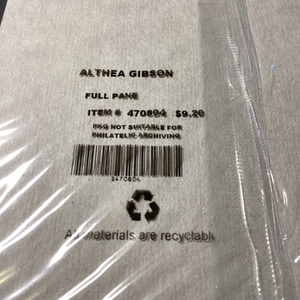 ALTHEA GIBSON
FULL PANE
ITEM # 470804 $9.20
PKG NOT SUITABLE FOR
PHILATELIC ARCHIVING
470804
All materials are recyclable